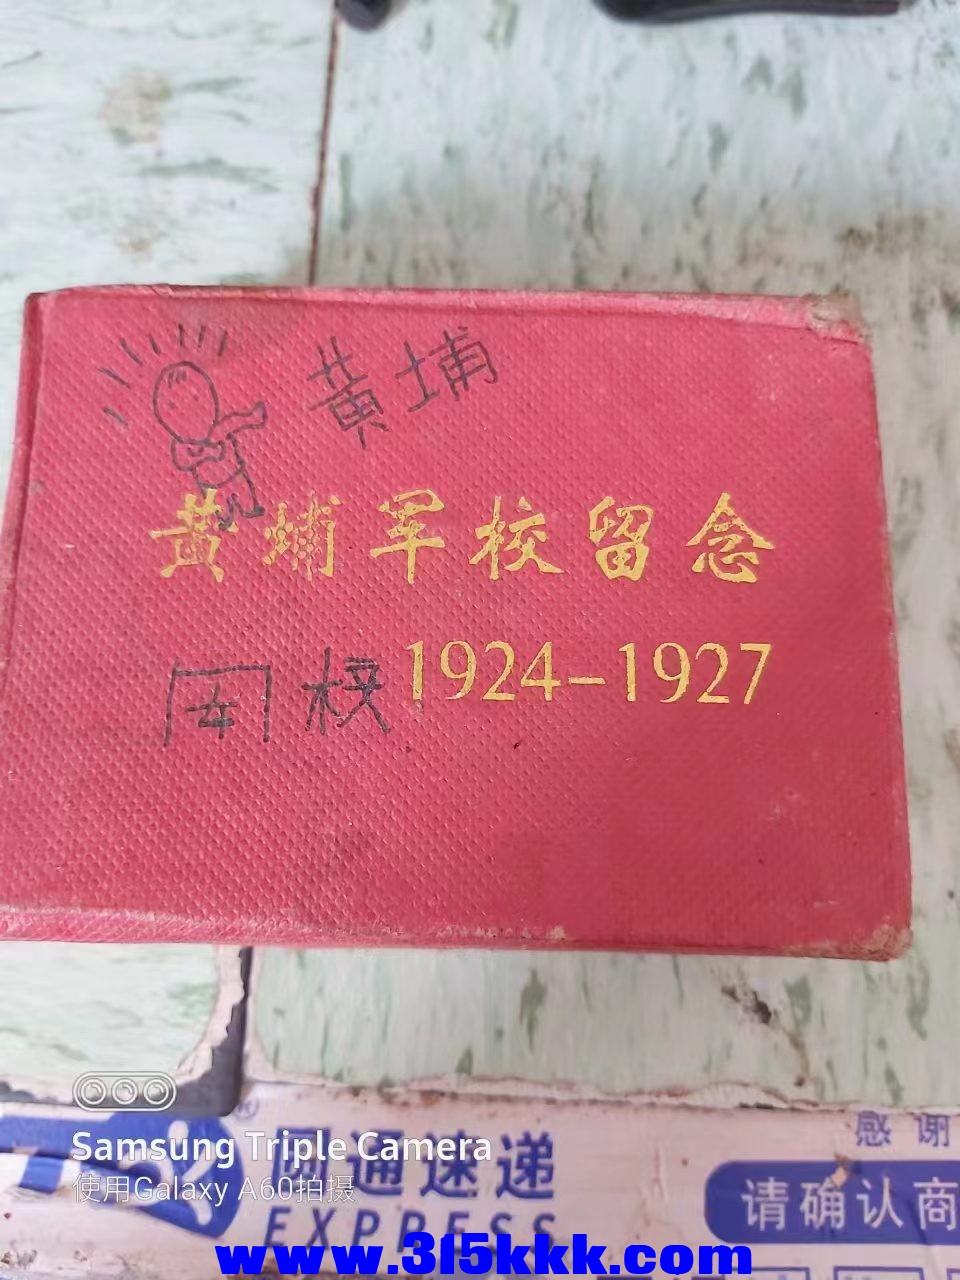 黄埔
黄埔军校留念
校 1924-1927
Samsung Triple Camera
使用Galaxy A60拍摄
圆通速递
EXPRESS
感谢
请确认商
www.315kkk.com